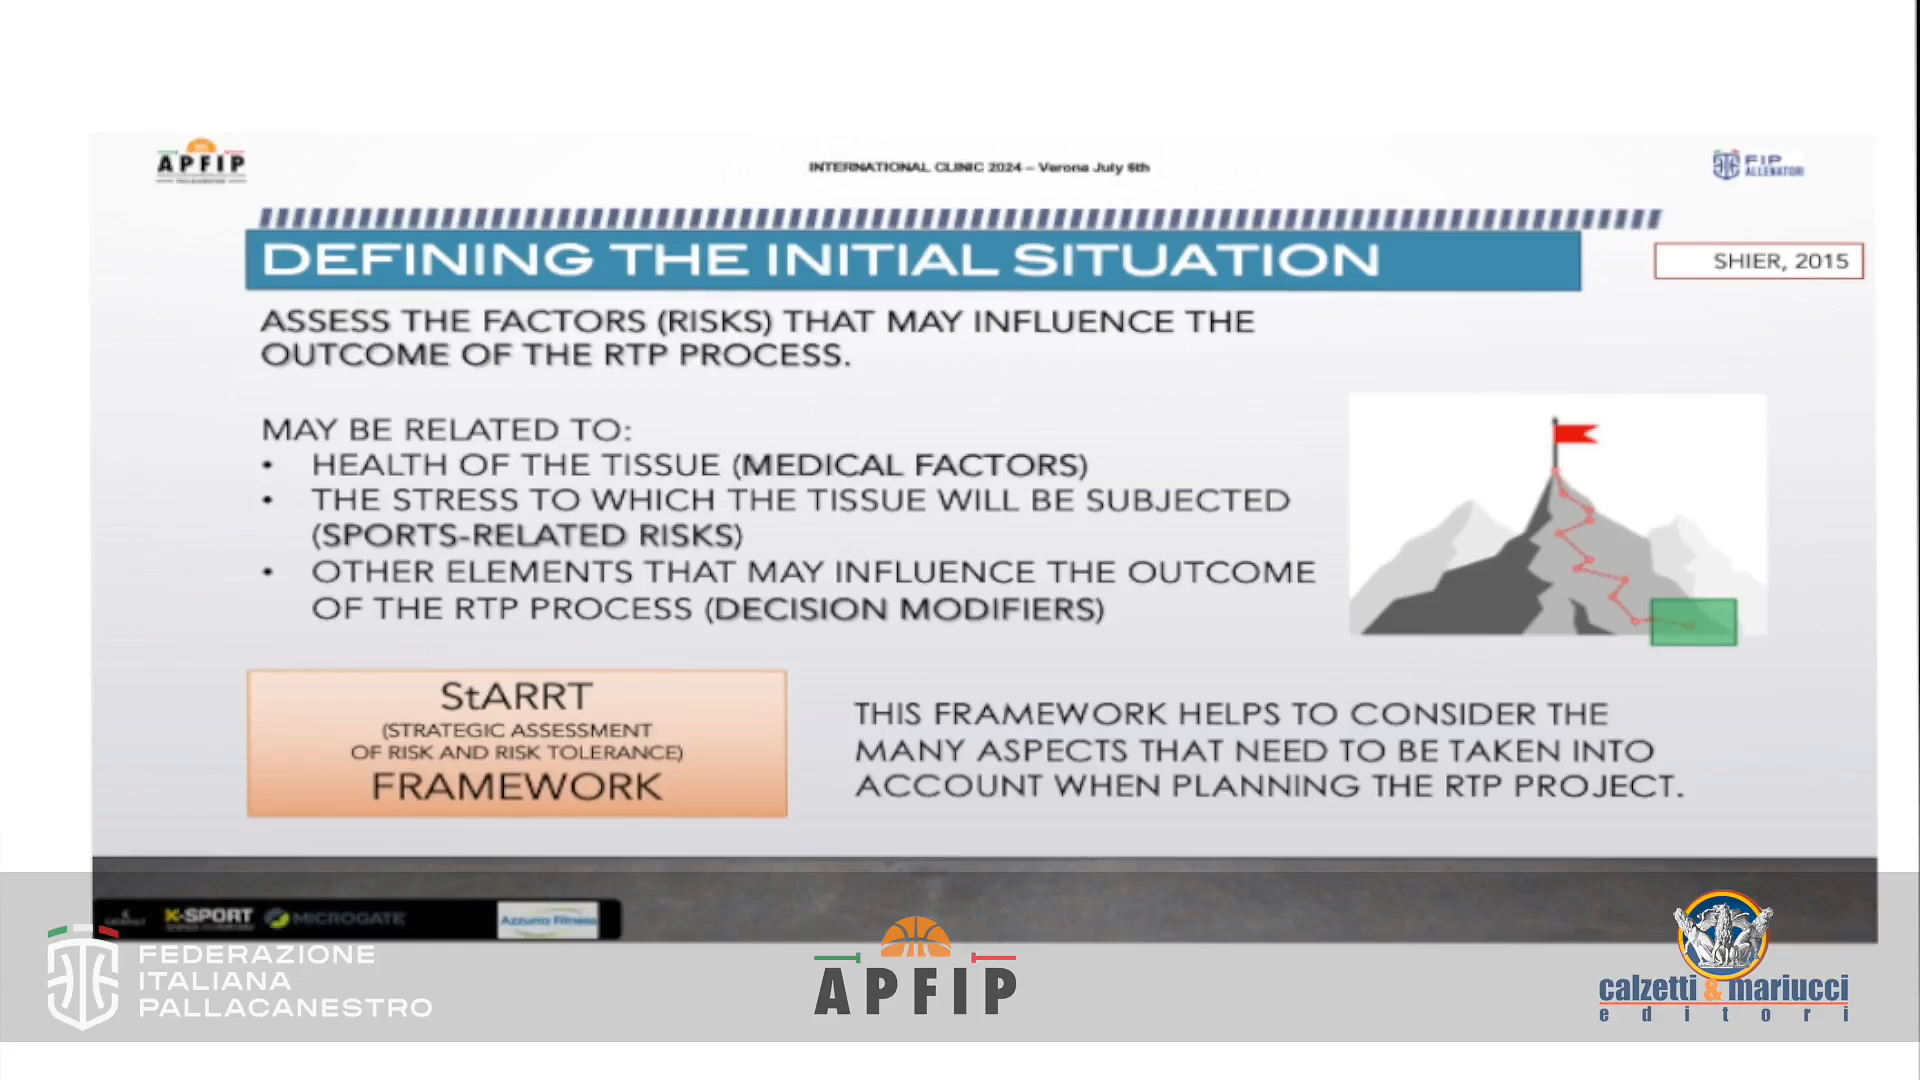 APFIP
INTERNATIONAL CLINIC 2024 – Verona July 6th
FIP
ALLENATORI
DEFINING THE INITIAL SITUATION
SHIER, 2015
ASSESS THE FACTORS (RISKS) THAT MAY INFLUENCE THE
OUTCOME OF THE RTP PROCESS.
MAY BE RELATED TO:
• HEALTH OF THE TISSUE (MEDICAL FACTORS)
• THE STRESS TO WHICH THE TISSUE WILL BE SUBJECTED
(SPORTS-RELATED RISKS)
• OTHER ELEMENTS THAT MAY INFLUENCE THE OUTCOME
OF THE RTP PROCESS (DECISION MODIFIERS)
StARRT
(STRATEGIC ASSESSMENT
OF RISK AND RISK TOLERANCE)
FRAMEWORK
THIS FRAMEWORK HELPS TO CONSIDER THE
MANY ASPECTS THAT NEED TO BE TAKEN INTO
ACCOUNT WHEN PLANNING THE RTP PROJECT.
X-SPORT
MICROGATE
Azzurro Fitness
FEDERAZIONE
ITALIANA
PALLACANESTRO
APFIP
calzetti & mariucci
editori